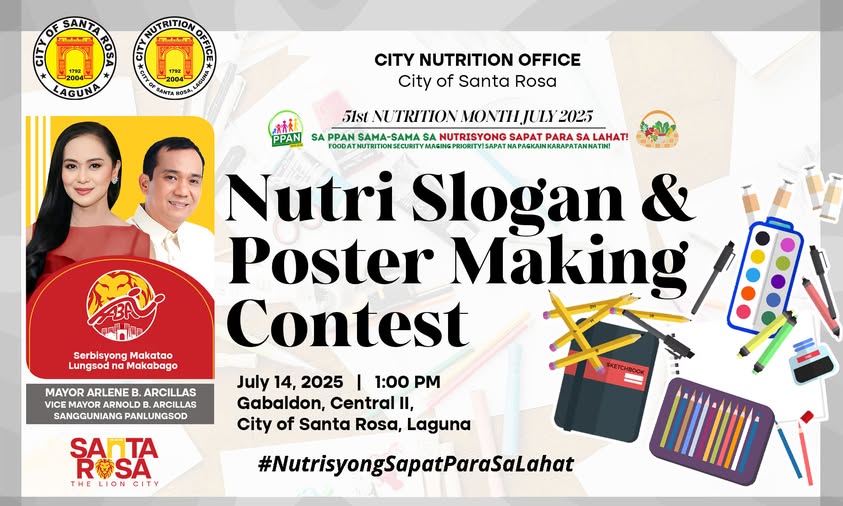 CITY OF SANTA ROSA
1792
2004
LAGUNA
CITY NUTRITION OFFICE
1792
2004
CITY OF SANTA ROSA, LAGUNA
CITY NUTRITION OFFICE
City of Santa Rosa
51st NUTRITION MONTH JULY 2025
PPAN
SA PPAN SAMA-SAMA SA NUTRISYONG SAPAT PARA SA LAHAT!
FOOD AT NUTRITION SECURITY MAGING PRIORITY! SAPAT NA PAGKAIN KARAPATAN NATIN!
Nutri Slogan &
Poster Making
Contest
July 14, 2025 | 1:00 PM
Gabaldon, Central II,
City of Santa Rosa, Laguna
#NutrisyongSapatParaSaLahat
Serbisyong Makatao
Lungsod na Makabago
MAYOR ARLENE B. ARCILLAS
VICE MAYOR ARNOLD B. ARCILLAS
SANGGUNIANG PANLUNGSOD
SANTA
ROSA
THE LION CITY
SKETCHBOOK